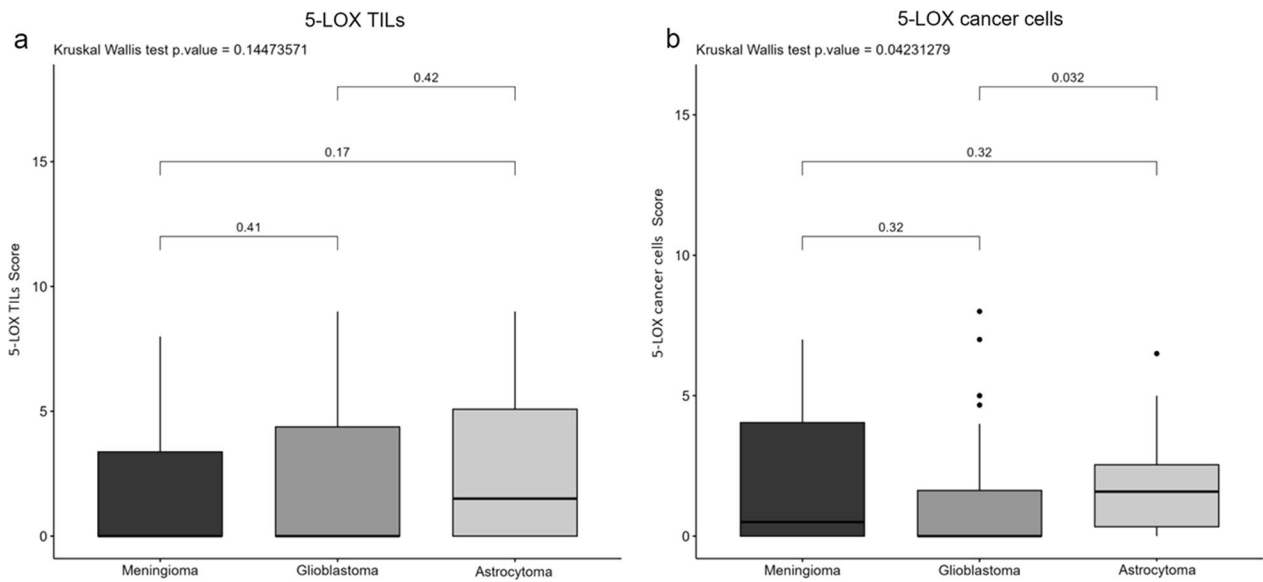 5-LOX TILs
a
Kruskal Wallis test p.value = 0.14473571
0.42
0.17
0.41
15
10
5
0
5-LOX TILs Score
Meningioma Glioblastoma Astrocytoma
5-LOX cancer cells
b
Kruskal Wallis test p.value = 0.04231279
0.032
0.32
0.32
15
10
5
0
5-LOX cancer cells Score
Meningioma Glioblastoma Astrocytoma